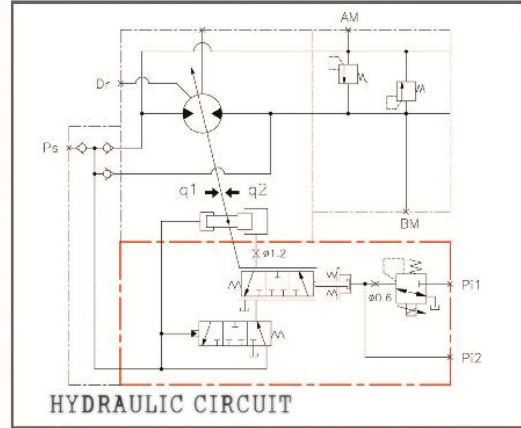 AM
Dr
Ps
q1 q2
BM
ø1.2
ø0.6
Pi1
Pi2
HYDRAULIC CIRCUIT